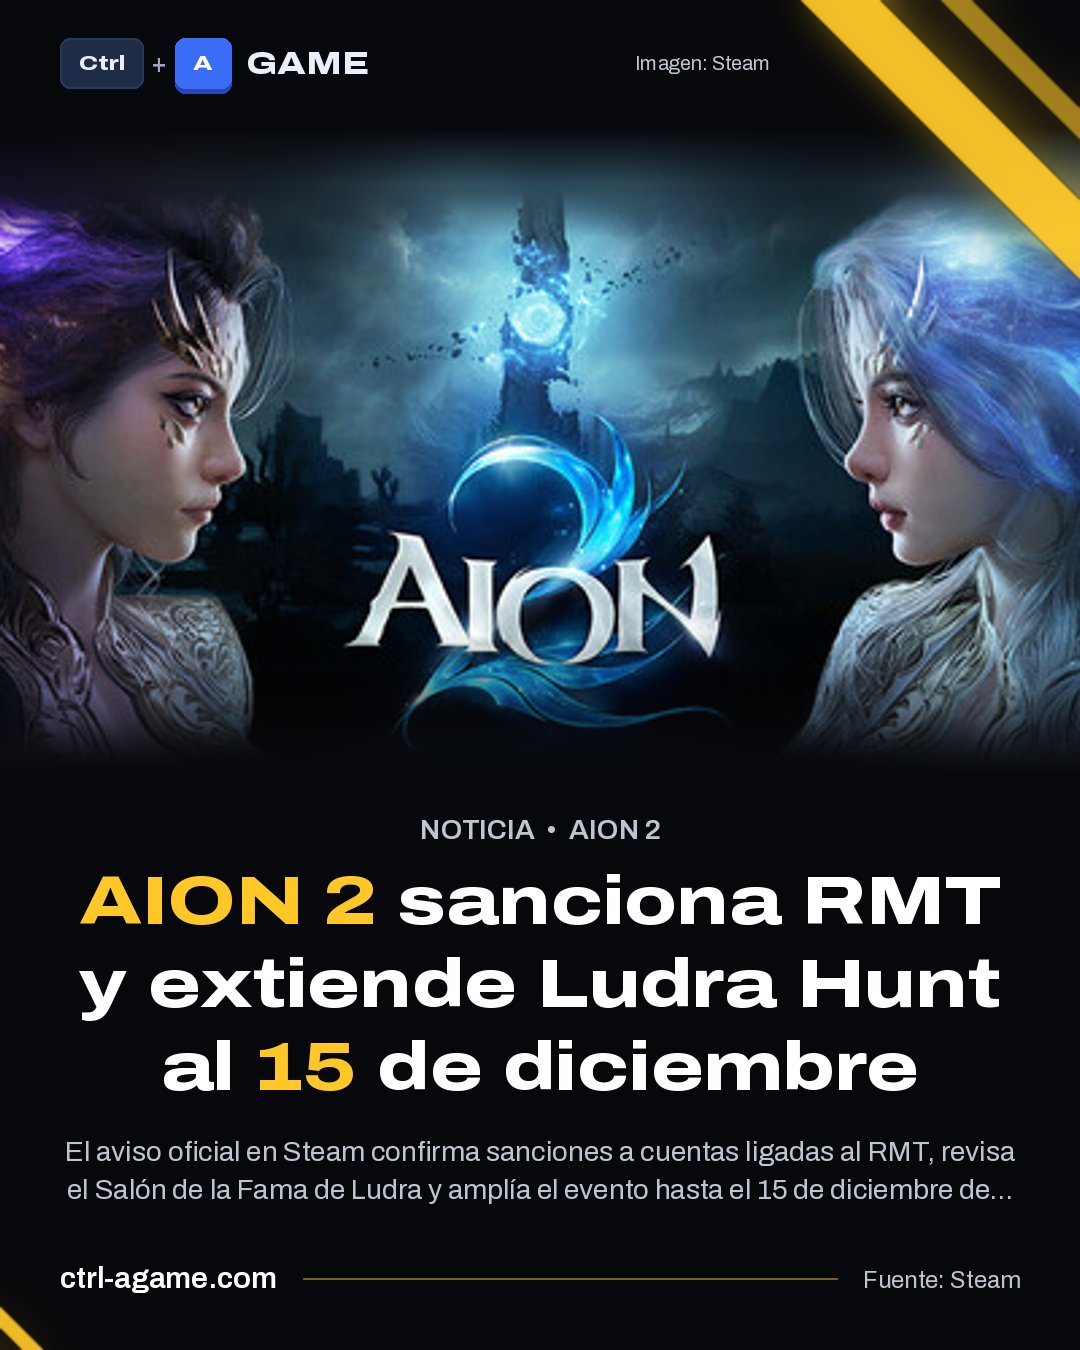 Ctrl + A GAME
Imagen: Steam
AION
2
NOTICIA • AION 2
AION 2 sanciona RMT
y extiende Ludra Hunt
al 15 de diciembre
El aviso oficial en Steam confirma sanciones a cuentas ligadas al RMT, revisa
el Salón de la Fama de Ludra y amplía el evento hasta el 15 de diciembre de...
ctrl-agame.com
Fuente: Steam